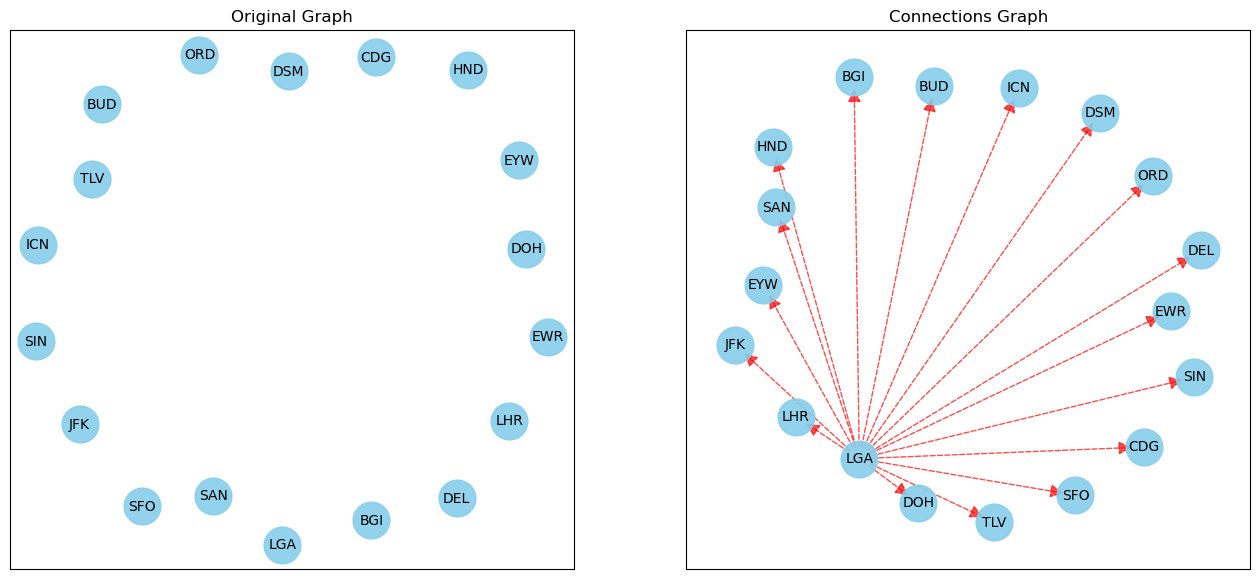 Original Graph
ORD
CDG
DSM
HND
BUD
EYW
TLV
ICN
DOH
SIN
EWR
JFK
LHR
SAN
DEL
SFO
BGI
LGA
Connections Graph
BGI
BUD
ICN
DSM
HND
ORD
SAN
DEL
EYW
EWR
JFK
SIN
LHR
CDG
LGA
SFO
DOH
TLV